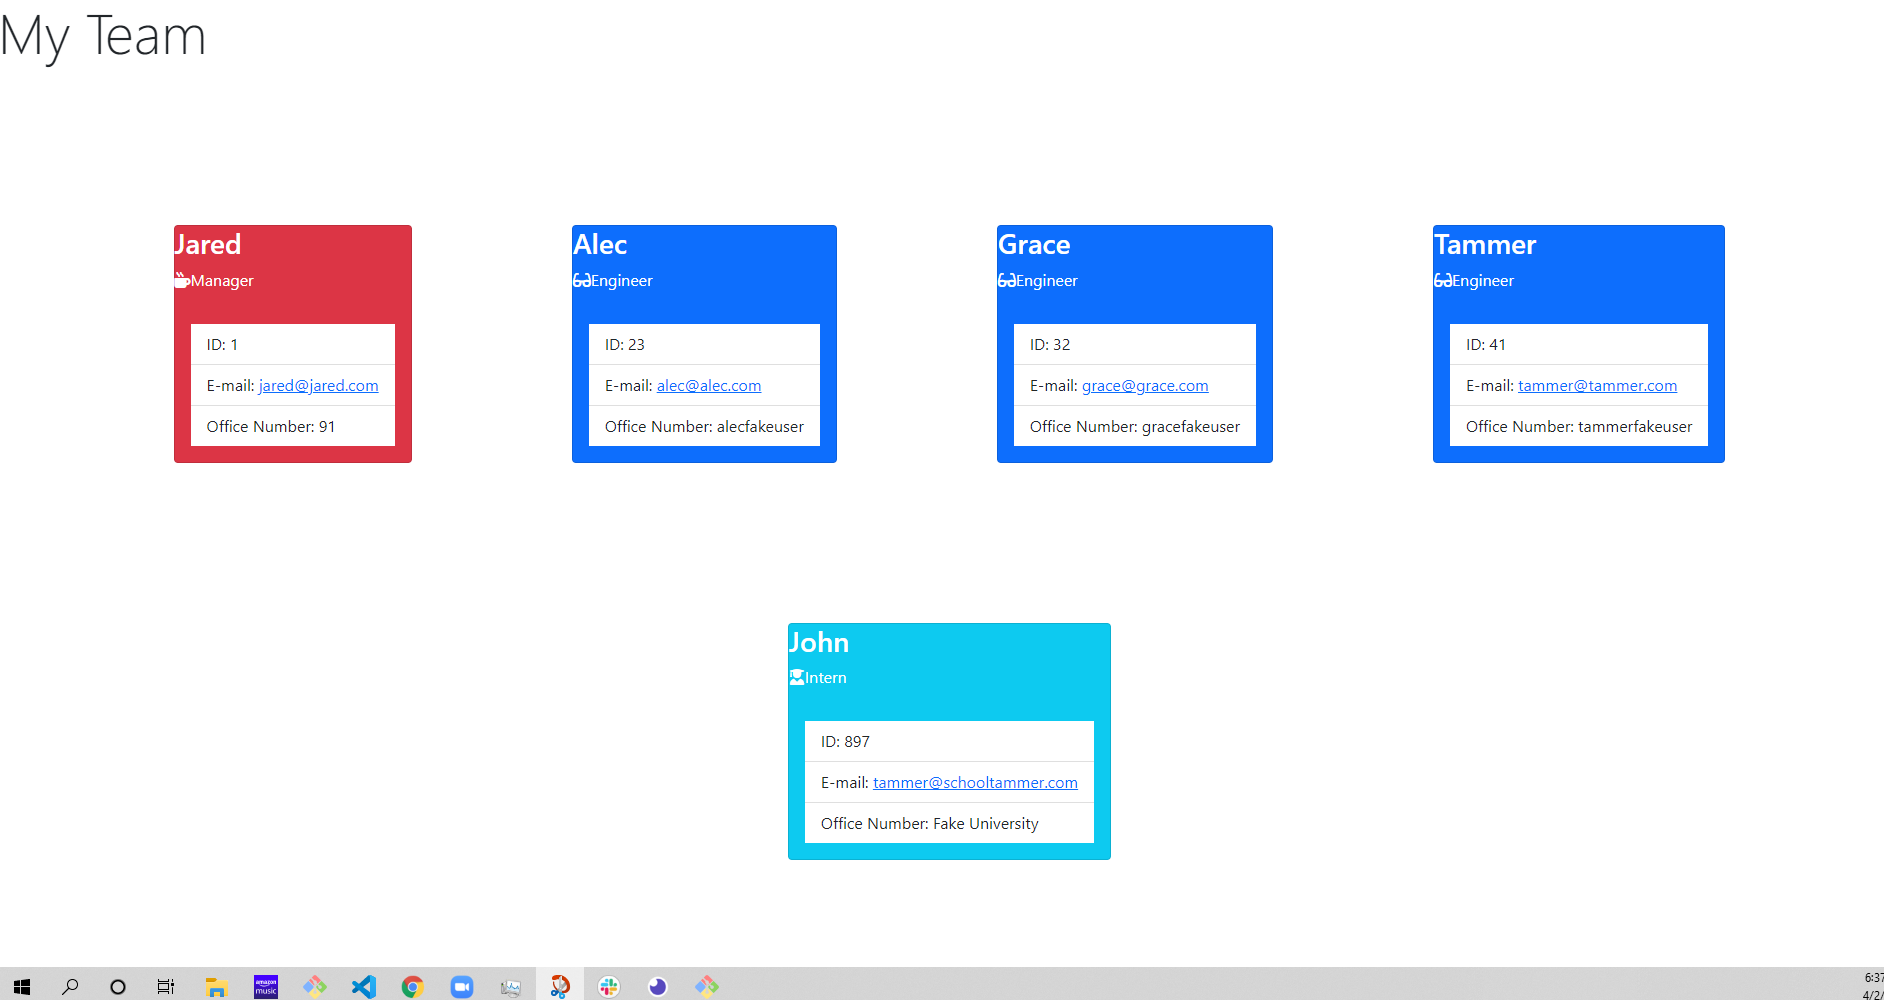 My Team
Jared
Manager
ID: 1
E-mail: jared@jared.com
Office Number: 91
Alec
Engineer
ID: 23
E-mail: alec@alec.com
Office Number: alecfakeuser
Grace
Engineer
ID: 32
E-mail: grace@grace.com
Office Number: gracefakeuser
Tammer
Engineer
ID: 41
E-mail: tammer@tammer.com
Office Number: tammerfakeuser
John
Intern
ID: 897
E-mail: tammer@schooltammer.com
Office Number: Fake University
amazon
music
6:37
4/2/